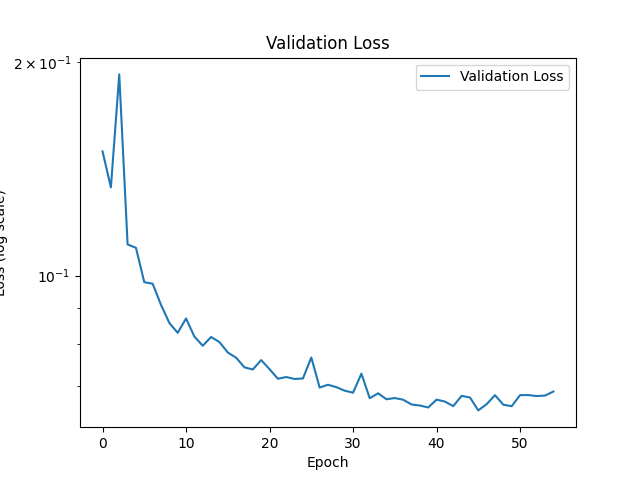 Validation Loss
Validation Loss
2 × 10⁻¹
10⁻¹
Loss (log scale)
0 10 20 30 40 50
Epoch